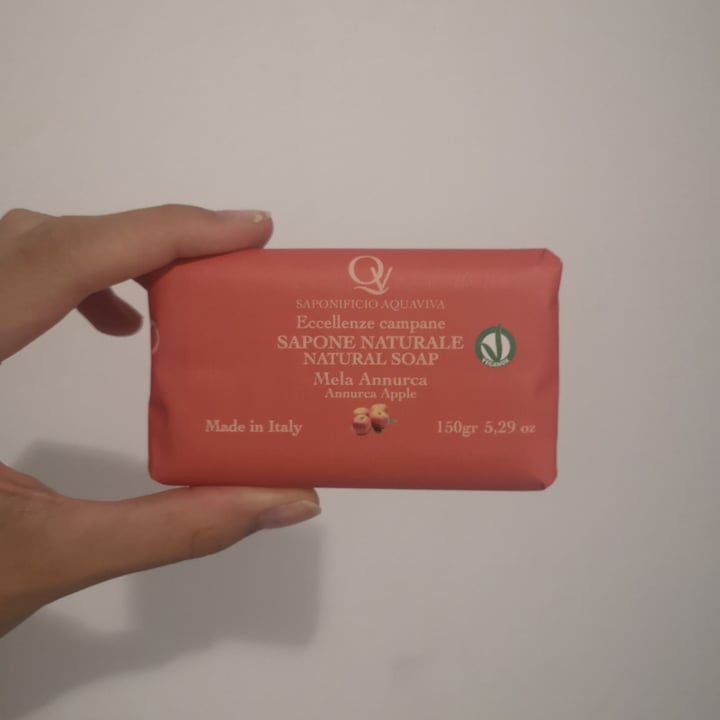 QV
SAPONIFICIO AQUAVIVA
Eccellenze campane
SAPONE NATURALE
NATURAL SOAP
VEGANOK
Mela Annurca
Annurca Apple
Made in Italy
150gr 5,29 oz